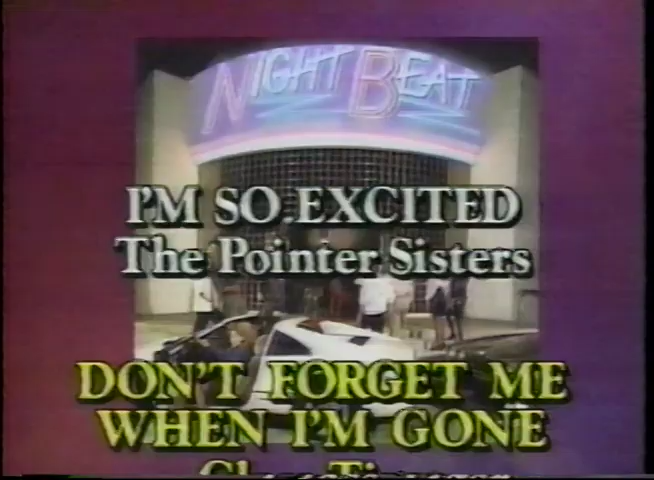 NIGHT BEAT
I'M SO EXCITED
The Pointer Sisters
DON'T FORGET ME
WHEN I'M GONE